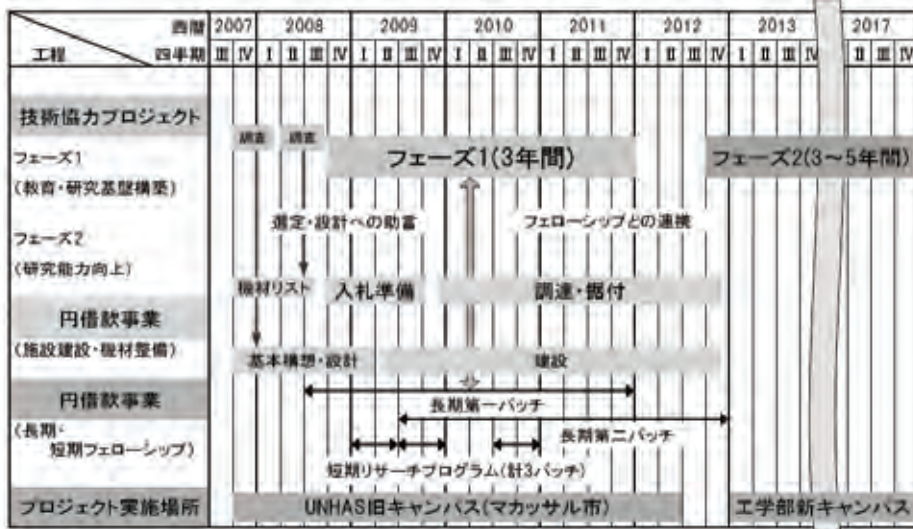 西暦 2007 2008 2009 2010 2011 2012 2013 2017
工程 四半期 Ⅲ Ⅳ Ⅰ Ⅱ Ⅲ Ⅳ Ⅰ Ⅱ Ⅲ Ⅳ Ⅰ Ⅱ Ⅲ Ⅳ Ⅰ Ⅱ Ⅲ Ⅳ Ⅰ Ⅱ Ⅲ Ⅳ Ⅰ Ⅱ Ⅲ Ⅳ Ⅱ Ⅲ Ⅳ
技術協力プロジェクト
調査 調査
フェーズ1 フェーズ1(3年間) フェーズ2(3～5年間)
(教育・研究基盤構築)
選定・設計への助言 フェローシップとの連携
フェーズ2
(研究能力向上)
機材リスト 入札準備 調達・据付
円借款事業
(施設建設・機材整備) 基本構想・設計 建設
円借款事業
長期第一バッチ
(長期・
長期第二バッチ
短期フェローシップ)
短期リサーチプログラム(計3バッチ)
プロジェクト実施場所 UNHAS旧キャンパス(マカッサル市) 工学部新キャンパス